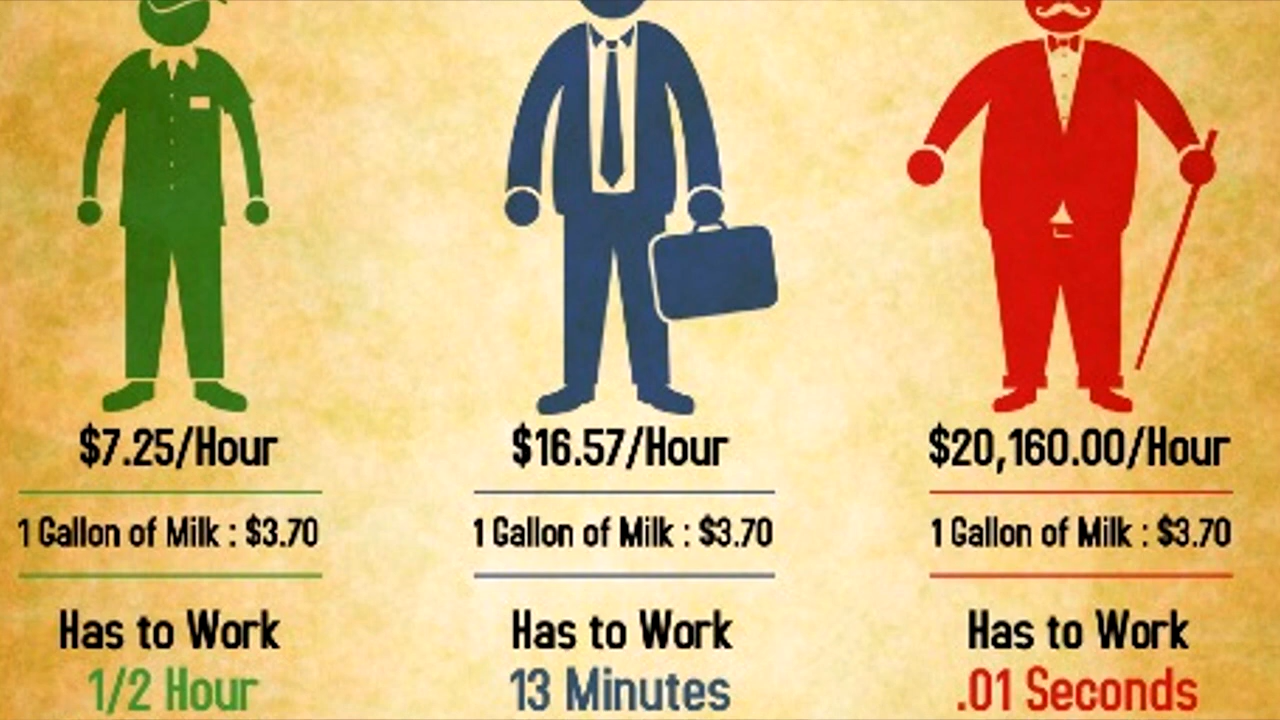 $7.25/Hour
1 Gallon of Milk : $3.70
Has to Work
1/2 Hour
$16.57/Hour
1 Gallon of Milk : $3.70
Has to Work
13 Minutes
$20,160.00/Hour
1 Gallon of Milk : $3.70
Has to Work
.01 Seconds